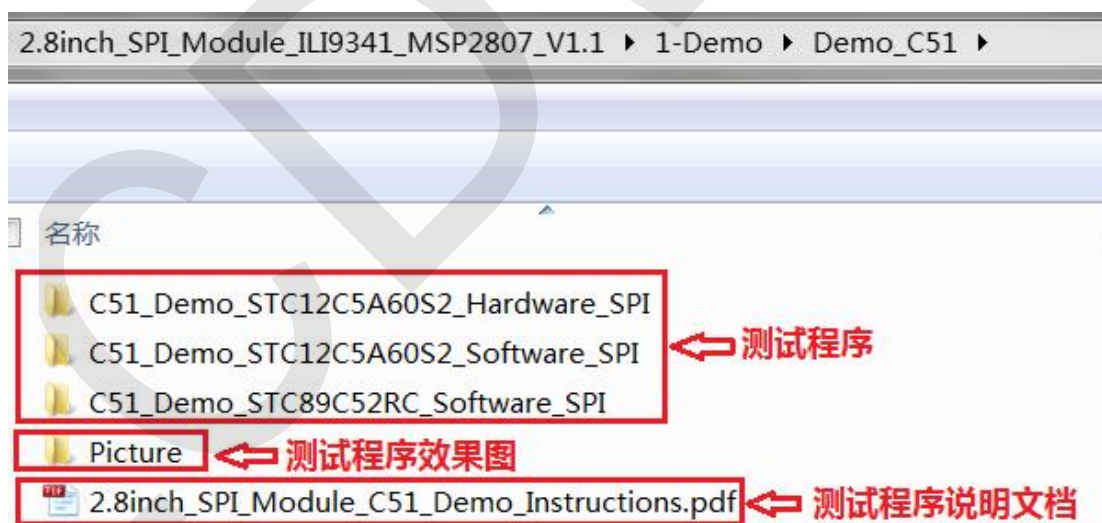 2.8inch_SPI_Module_ILI9341_MSP2807_V1.1 ▸ 1-Demo ▸ Demo_C51 ▸
名称
C51_Demo_STC12C5A60S2_Hardware_SPI
C51_Demo_STC12C5A60S2_Software_SPI 测试程序
C51_Demo_STC89C52RC_Software_SPI
Picture 测试程序效果图
2.8inch_SPI_Module_C51_Demo_Instructions.pdf 测试程序说明文档